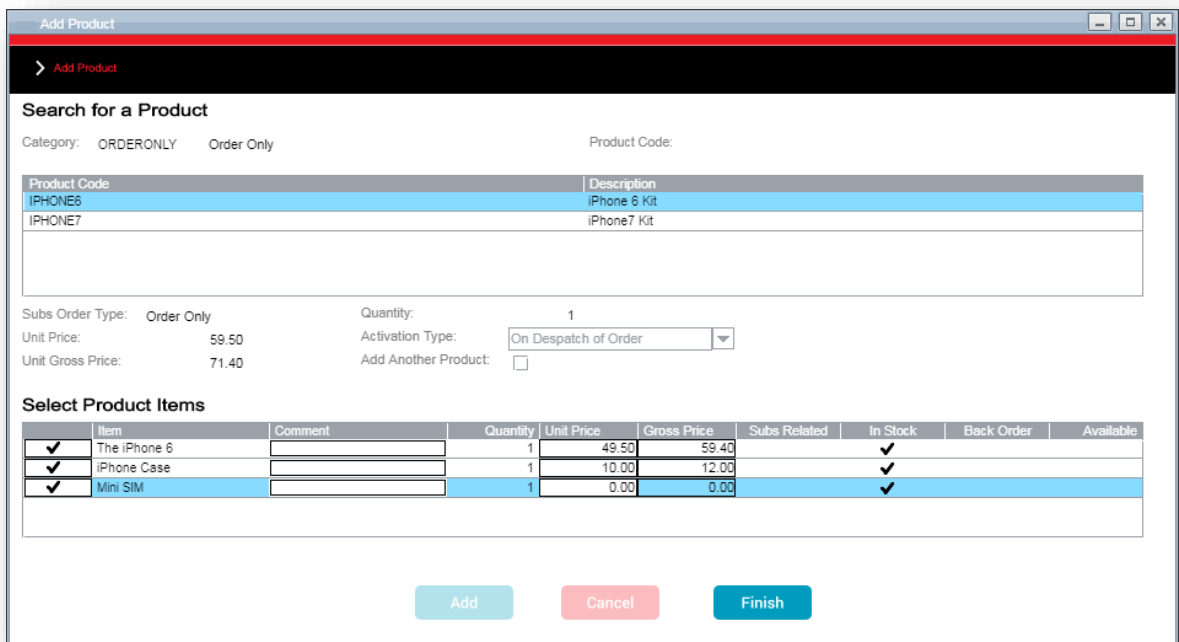 Add Product
Add Product
Search for a Product
Category: ORDERONLY Order Only Product Code:
Product Code Description
IPHONE6 iPhone 6 Kit
IPHONE7 iPhone7 Kit
Subs Order Type: Order Only Quantity: 1
Unit Price: 59.50 Activation Type: On Despatch of Order
Unit Gross Price: 71.40 Add Another Product:
Select Product Items
Item Comment Quantity Unit Price Gross Price Subs Related In Stock Back Order Available
The iPhone 6 1 49.50 59.40
iPhone Case 1 10.00 12.00
Mini SIM 1 0.00 0.00
Add Cancel Finish